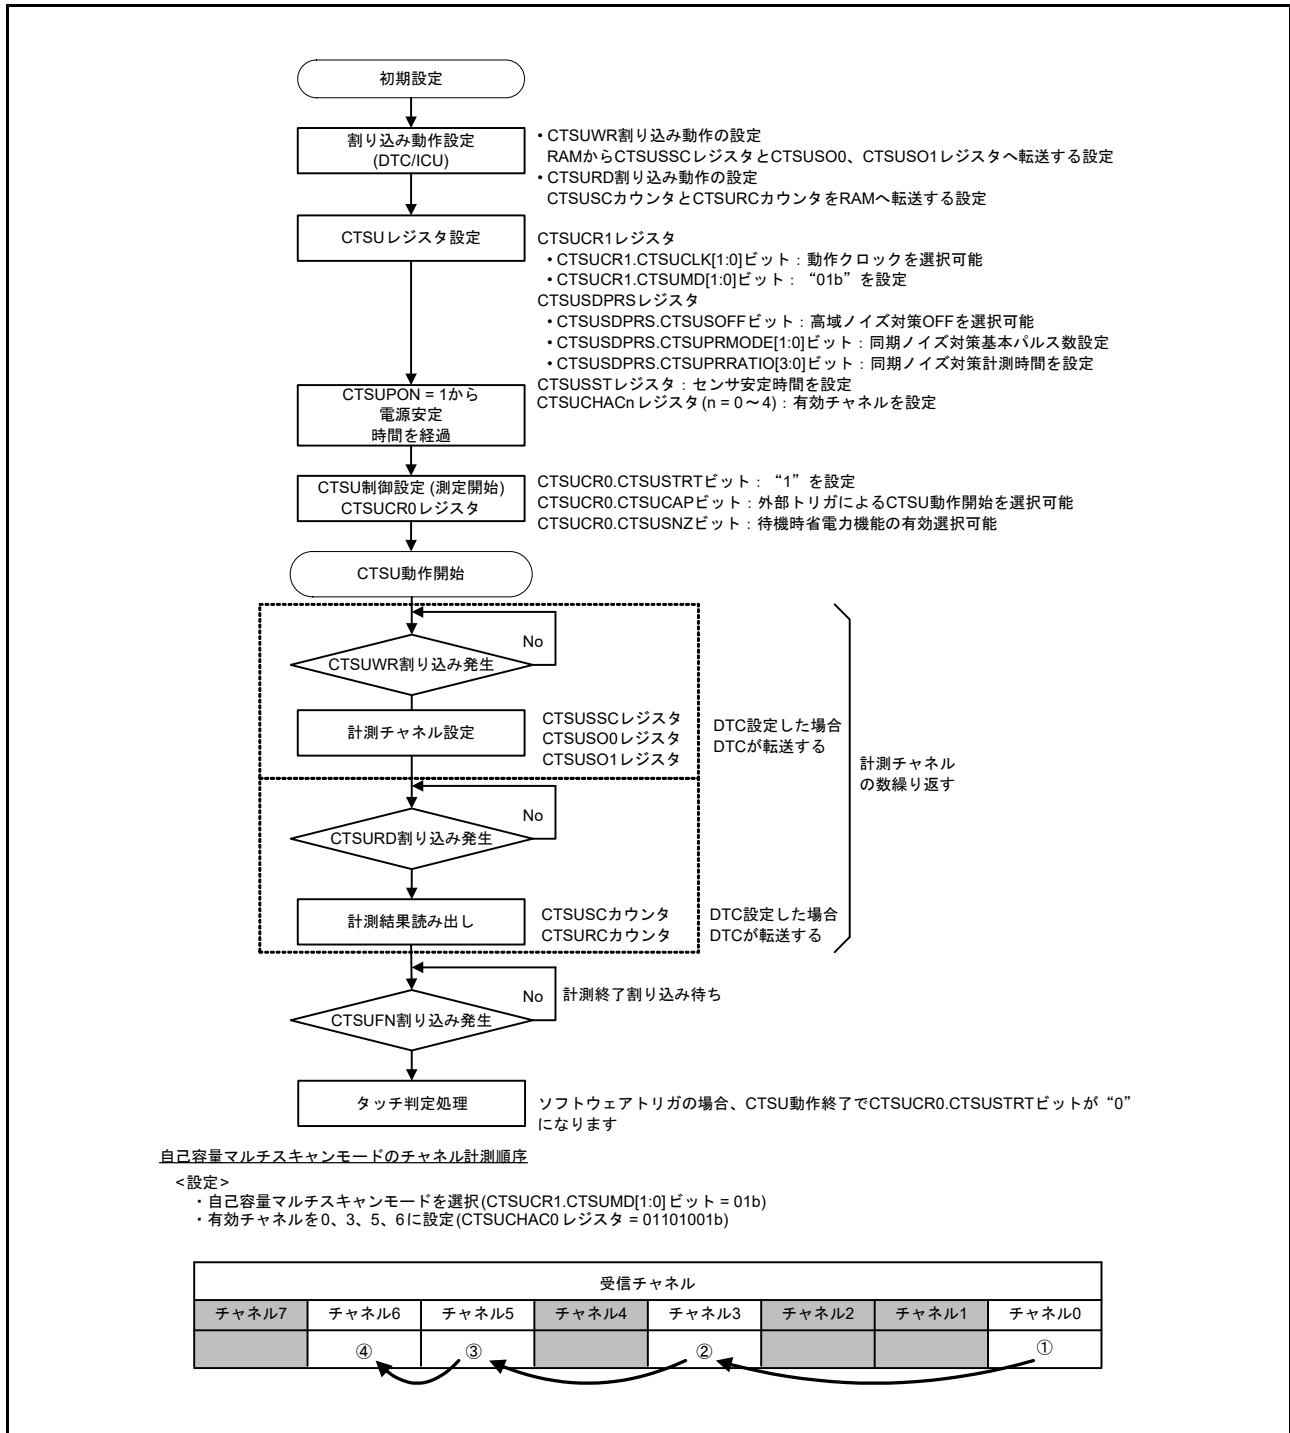 初期設定
割り込み動作設定
(DTC/ICU)
• CTSUWR割り込み動作の設定
RAMからCTSUSSCレジスタとCTSUSO0、CTSUSO1レジスタへ転送する設定
• CTSURD割り込み動作の設定
CTSUSCカウンタとCTSURCカウンタをRAMへ転送する設定
CTSUレジスタ設定
CTSUCR1レジスタ
• CTSUCR1.CTSUCLK[1:0]ビット：動作クロックを選択可能
• CTSUCR1.CTSUMD[1:0]ビット：“01b”を設定
CTSUSDPRSレジスタ
• CTSUSDPRS.CTSUSOFFビット：高域ノイズ対策OFFを選択可能
• CTSUSDPRS.CTSUPRMODE[1:0]ビット：同期ノイズ対策基本パルス数設定
• CTSUSDPRS.CTSUPRRATIO[3:0]ビット：同期ノイズ対策計測時間を設定
CTSUSSTレジスタ：センサ安定時間を設定
CTSUCHACnレジスタ(n = 0～4)：有効チャネルを設定
CTSUPON = 1から
電源安定
時間を経過
CTSU制御設定 (測定開始)
CTSUCR0レジスタ
CTSUCR0.CTSUSTRTビット：“1”を設定
CTSUCR0.CTSUCAPビット：外部トリガによるCTSU動作開始を選択可能
CTSUCR0.CTSUSNZビット：待機時省電力機能の有効選択可能
CTSU動作開始
No
CTSUWR割り込み発生
計測チャネル設定
CTSUSSCレジスタ
CTSUSO0レジスタ
CTSUSO1レジスタ
DTC設定した場合
DTCが転送する
計測チャネル
の数繰り返す
No
CTSURD割り込み発生
計測結果読み出し
CTSUSCカウンタ
CTSURCカウンタ
DTC設定した場合
DTCが転送する
No
計測終了割り込み待ち
CTSUFN割り込み発生
タッチ判定処理
ソフトウェアトリガの場合、CTSU動作終了でCTSUCR0.CTSUSTRTビットが“0”
になります
自己容量マルチスキャンモードのチャネル計測順序
<設定>
・自己容量マルチスキャンモードを選択(CTSUCR1.CTSUMD[1:0]ビット = 01b)
・有効チャネルを0、3、5、6に設定(CTSUCHAC0レジスタ = 01101001b)
受信チャネル
チャネル7 チャネル6 チャネル5 チャネル4 チャネル3 チャネル2 チャネル1 チャネル0
④ ③ ② ①